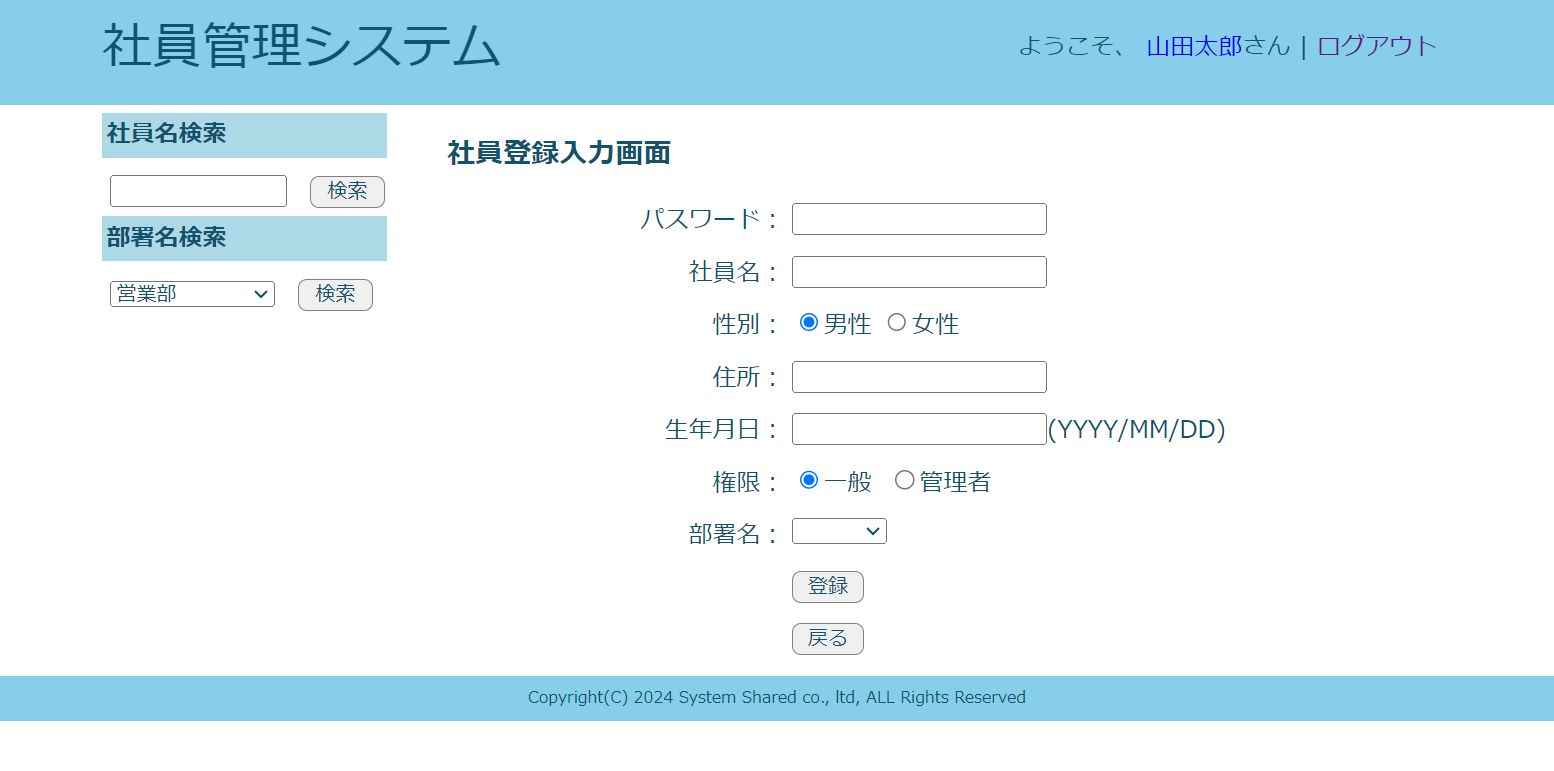 社員管理システム
ようこそ、 山田太郎さん | ログアウト
社員名検索
検索
部署名検索
営業部
検索
社員登録入力画面
パスワード：
社員名：
性別： 男性 女性
住所：
生年月日： (YYYY/MM/DD)
権限： 一般 管理者
部署名：
登録
戻る
Copyright(C) 2024 System Shared co., ltd, ALL Rights Reserved